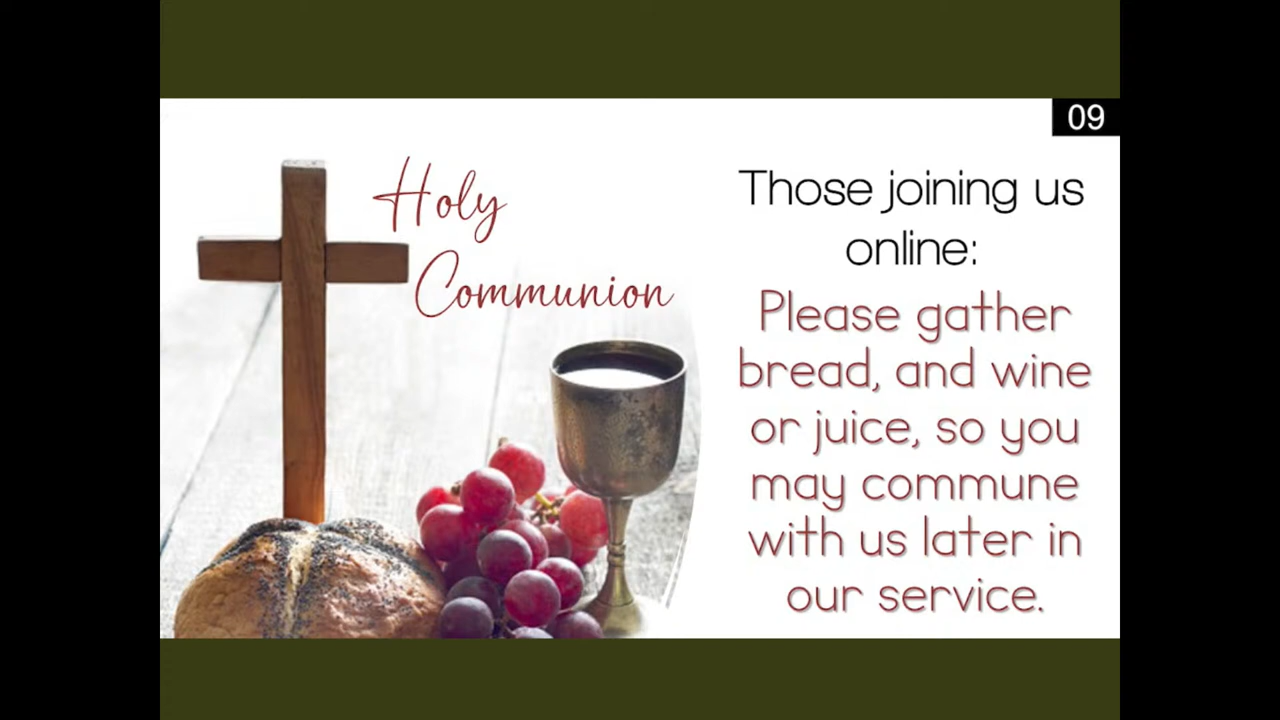 09
Holy
Communion
Those joining us
online:
Please gather
bread, and wine
or juice, so you
may commune
with us later in
our service.